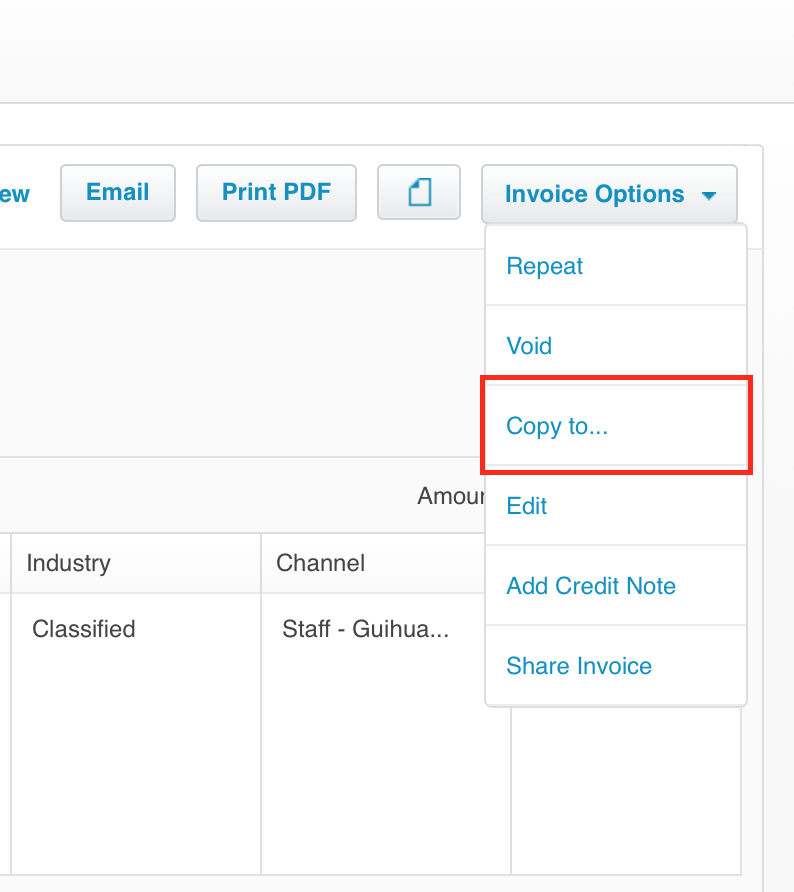 ew Email Print PDF Invoice Options
Repeat
Void
Copy to...
Amoun
Edit
Industry Channel
Add Credit Note
Classified Staff - Guihua...
Share Invoice